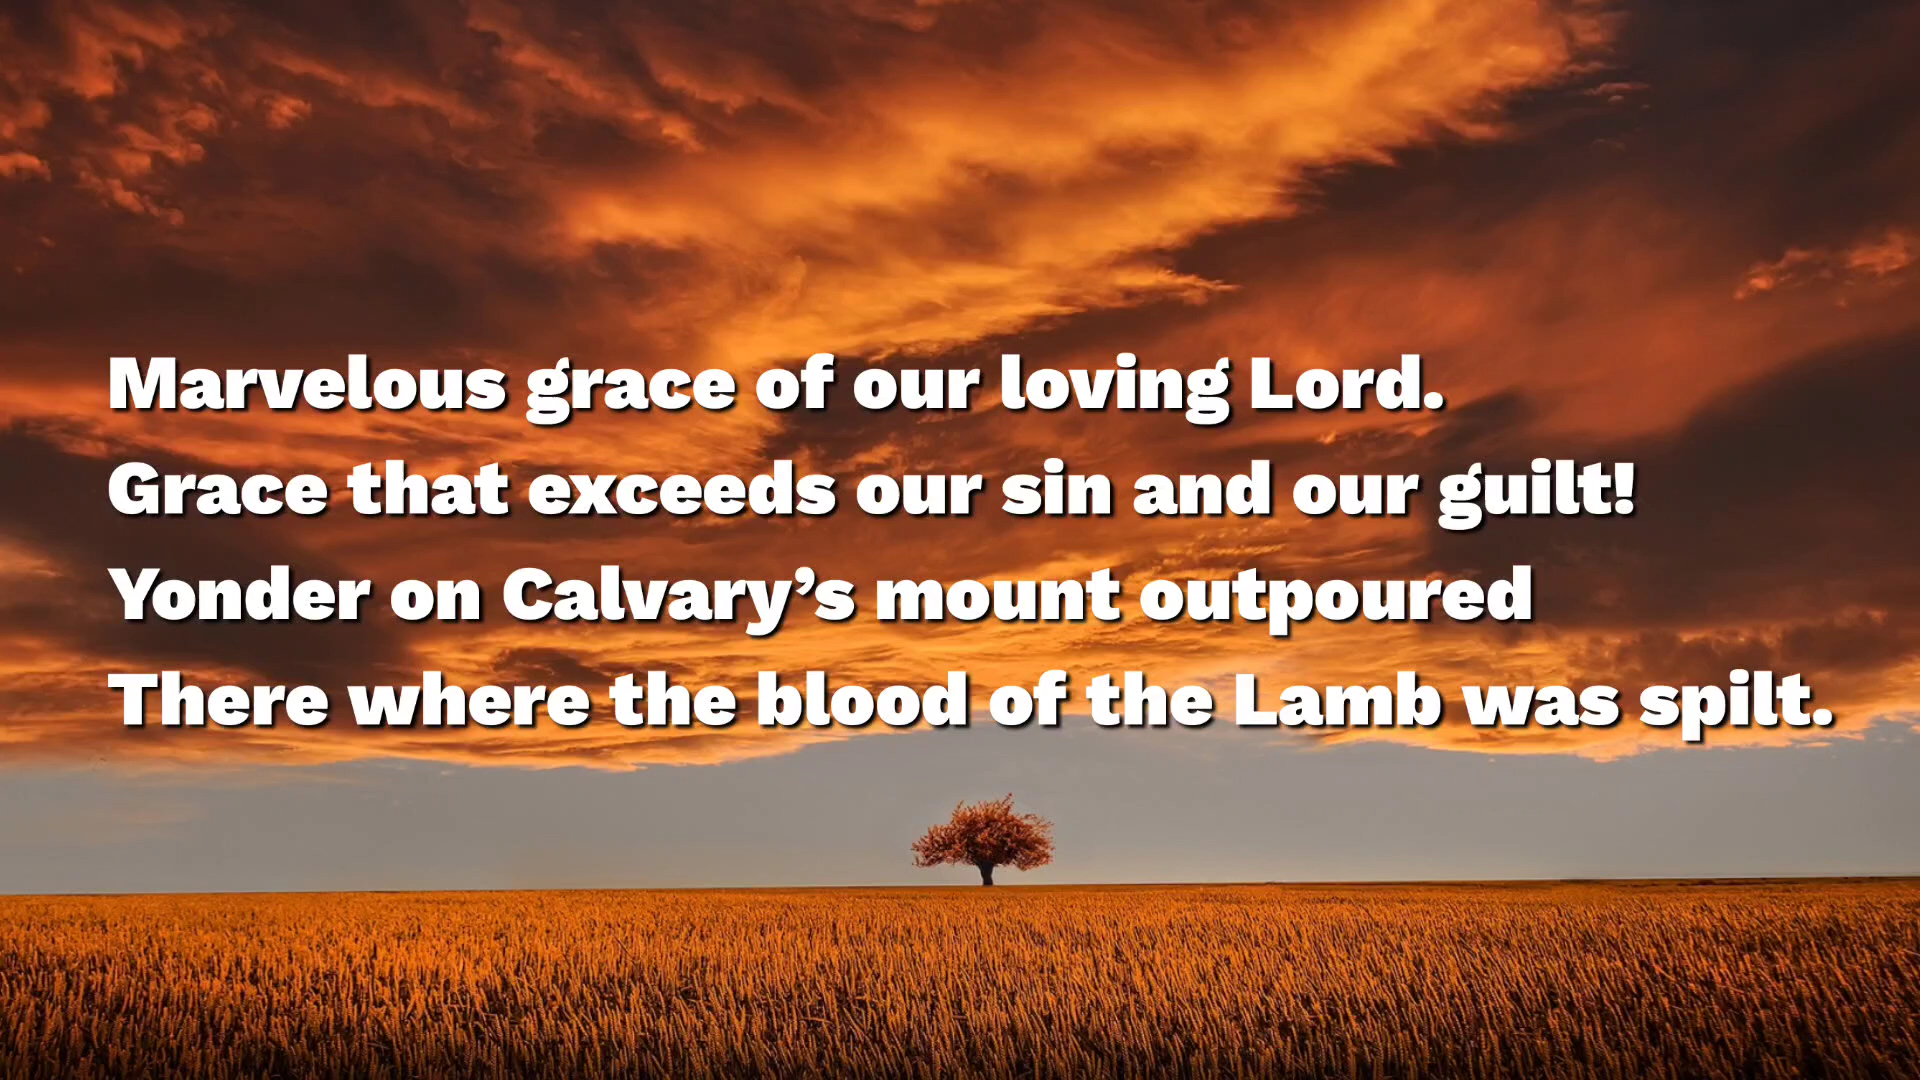 Marvelous grace of our loving Lord.
Grace that exceeds our sin and our guilt!
Yonder on Calvary’s mount outpoured
There where the blood of the Lamb was spilt.